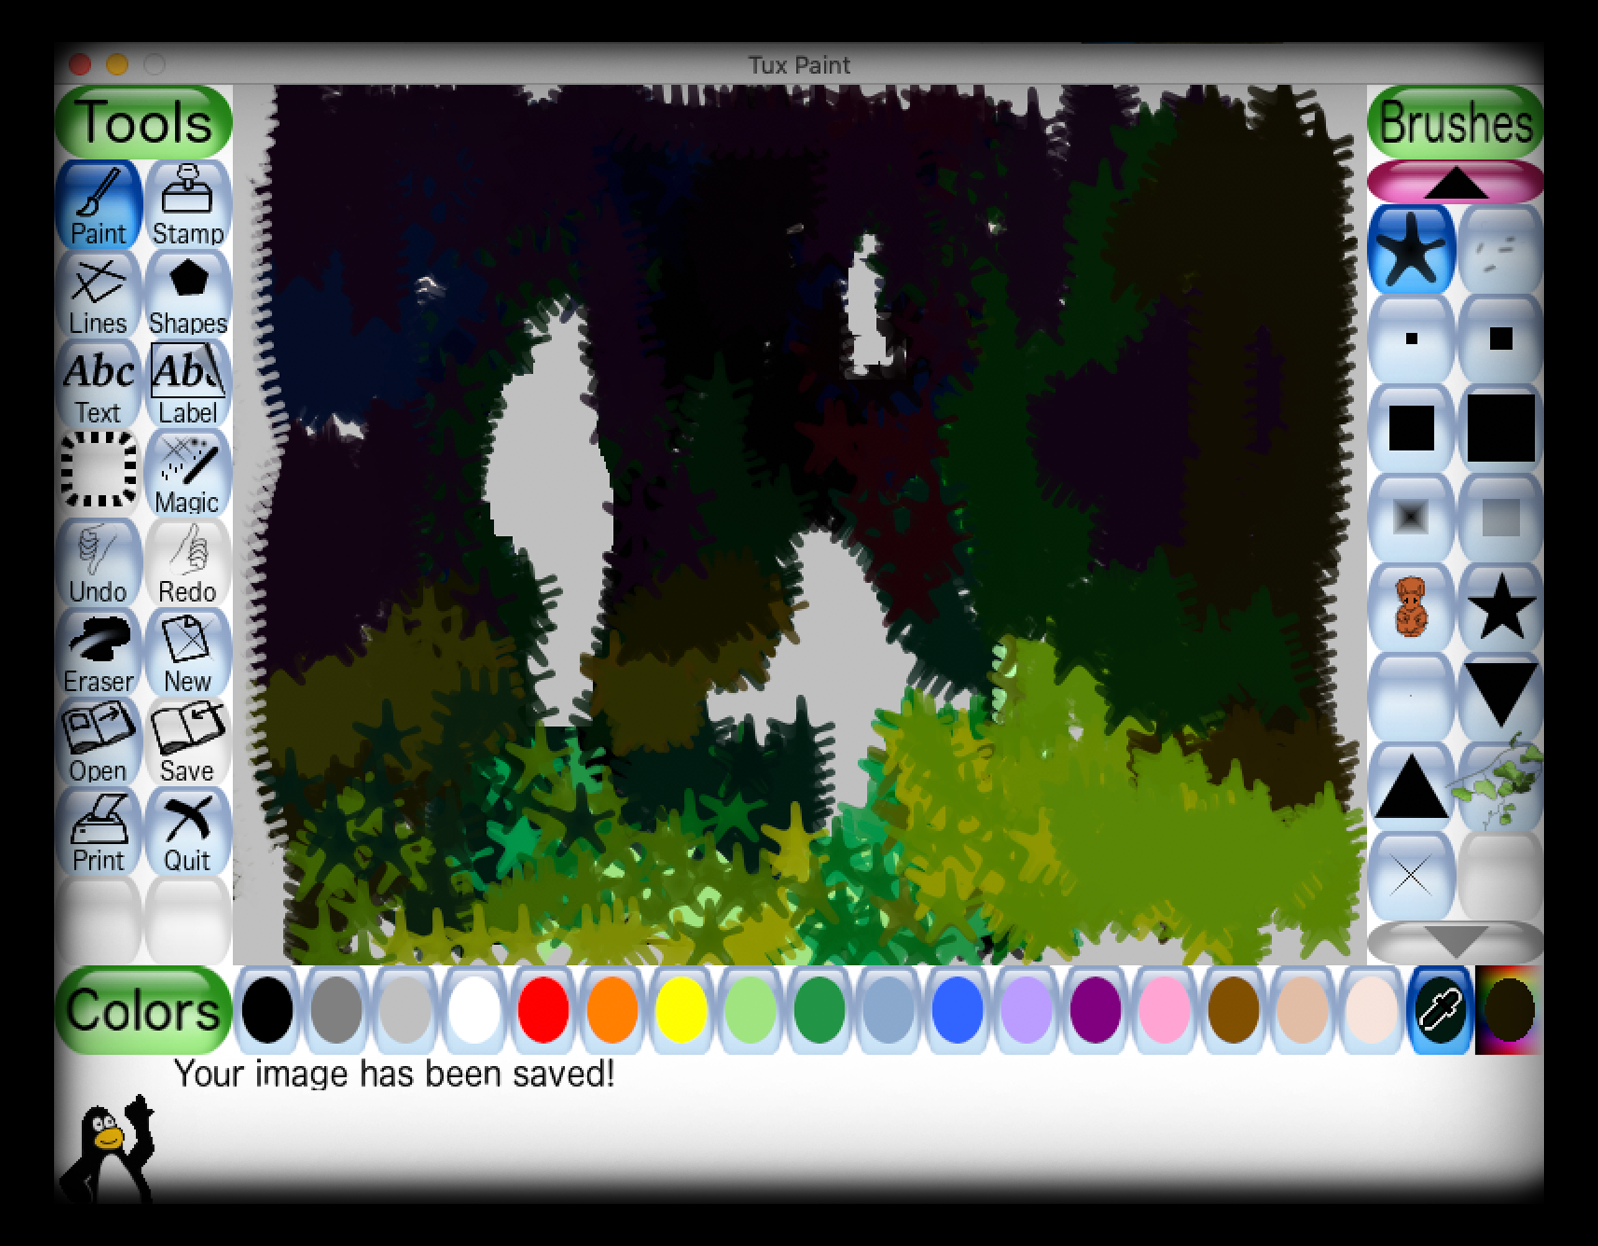 Tux Paint
Tools
Brushes
Paint
Stamp
Lines
Shapes
Abc
Abc
Text
Label
Magic
Undo
Redo
Eraser
New
Open
Save
Print
Quit
Colors
Your image has been saved!